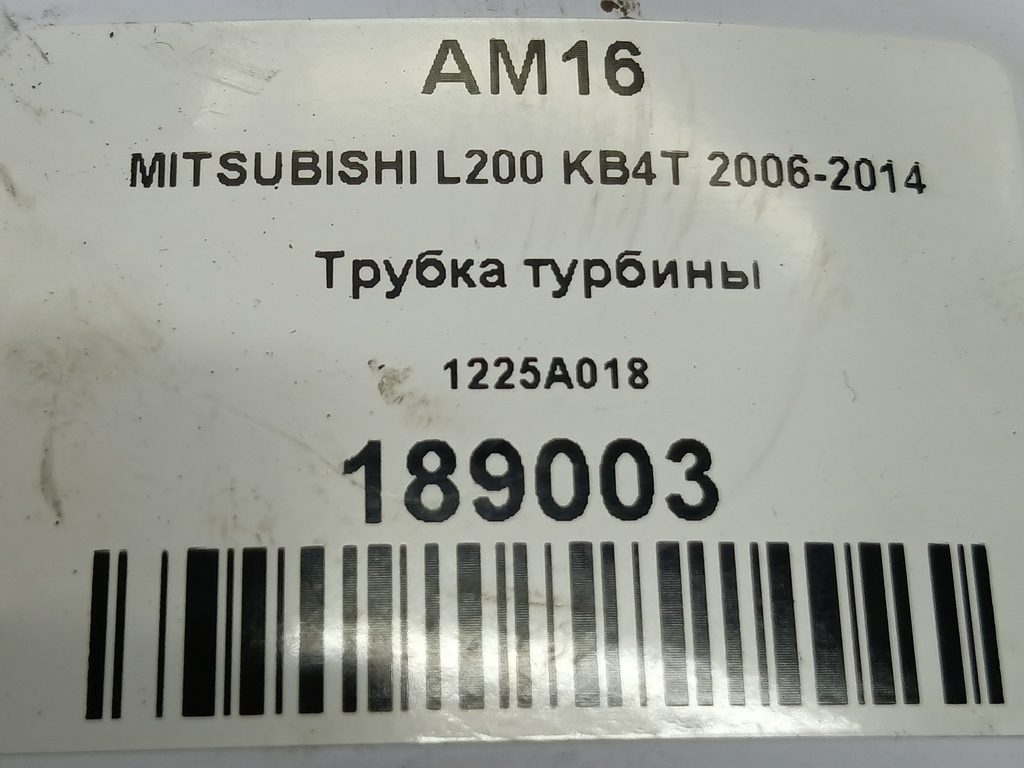 AM16
MITSUBISHI L200 KB4T 2006-2014
Трубка турбины
1225A018
189003